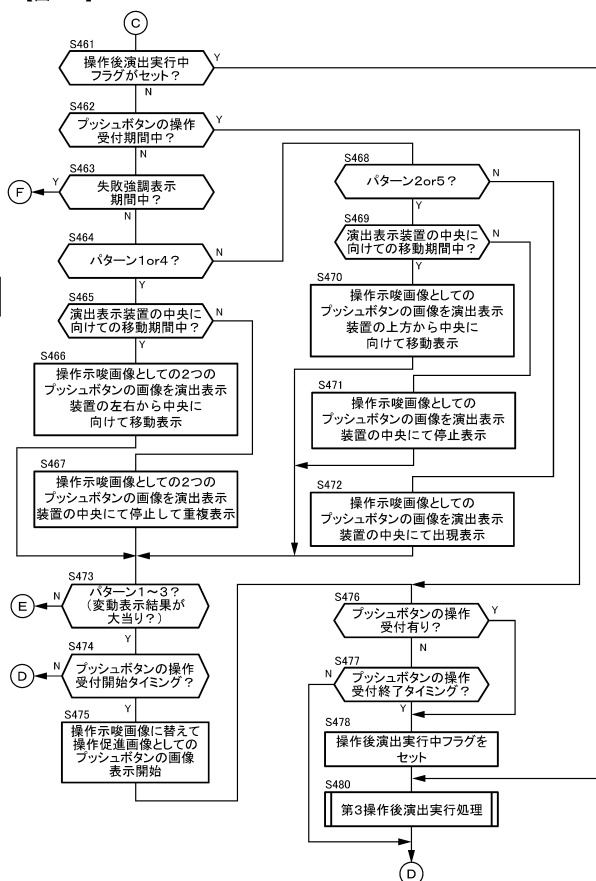 C
S461
操作後演出実行中
フラグがセット？
Y
N
S462
プッシュボタンの操作
受付期間中？
Y
N
S463
失敗強調表示
期間中？
Y
F
N
S464
パターン1or4？
N
Y
S465
演出表示装置の中央に
向けての移動期間中？
N
Y
S466
操作示唆画像としての2つの
プッシュボタンの画像を演出表示
装置の左右から中央に
向けて移動表示
S467
操作示唆画像としての2つの
プッシュボタンの画像を演出表示
装置の中央にて停止して重複表示
S468
パターン2or5？
N
Y
S469
演出表示装置の中央に
向けての移動期間中？
N
Y
S470
操作示唆画像としての
プッシュボタンの画像を演出表示
装置の上方から中央に
向けて移動表示
S471
操作示唆画像としての
プッシュボタンの画像を演出表示
装置の中央にて停止表示
S472
操作示唆画像としての
プッシュボタンの画像を演出表示
装置の中央にて出現表示
S473
パターン1～3？
（変動表示結果が
大当り？）
N
E
Y
S474
プッシュボタンの操作
受付開始タイミング？
N
D
Y
S475
操作示唆画像に替えて
操作促進画像としての
プッシュボタンの画像
表示開始
S476
プッシュボタンの操作
受付有り？
Y
N
S477
プッシュボタンの操作
受付終了タイミング？
N
Y
S478
操作後演出実行中フラグを
セット
S480
第3操作後演出実行処理
D